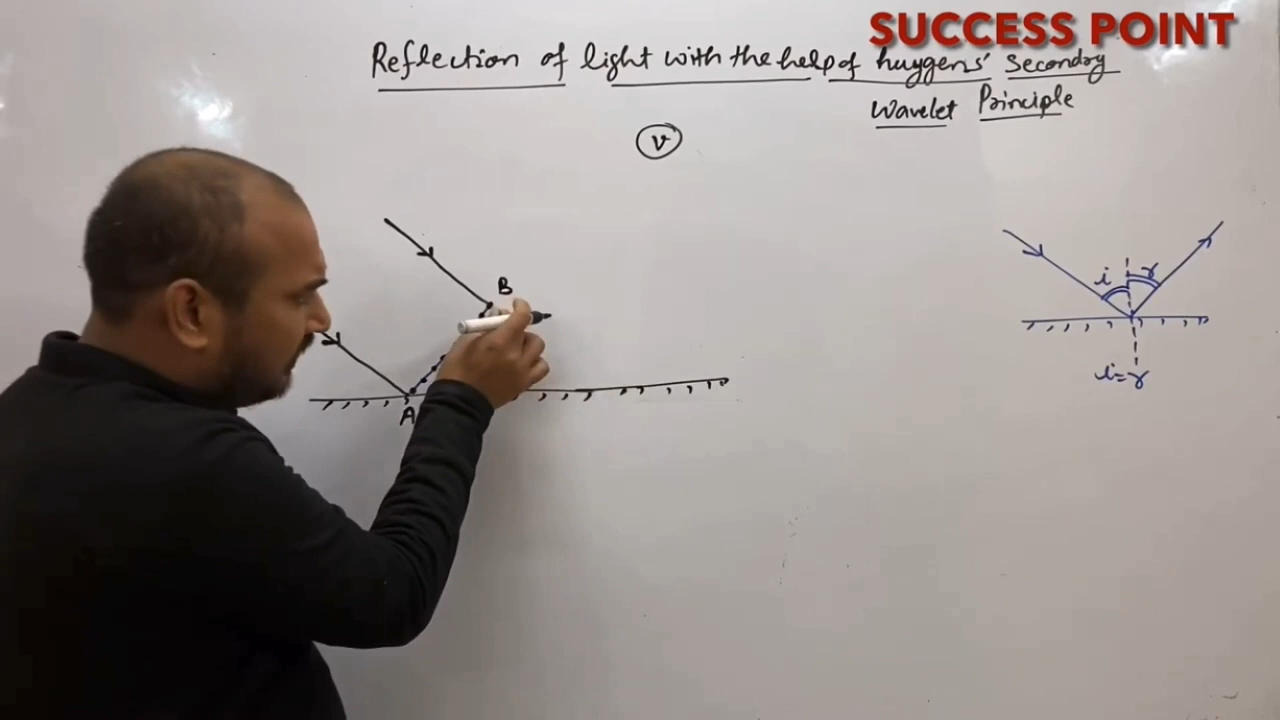 SUCCESS POINT
Reflection of light with the help of huygens' Secondary
Wavelet Principle
v
B
A
i r
i=r